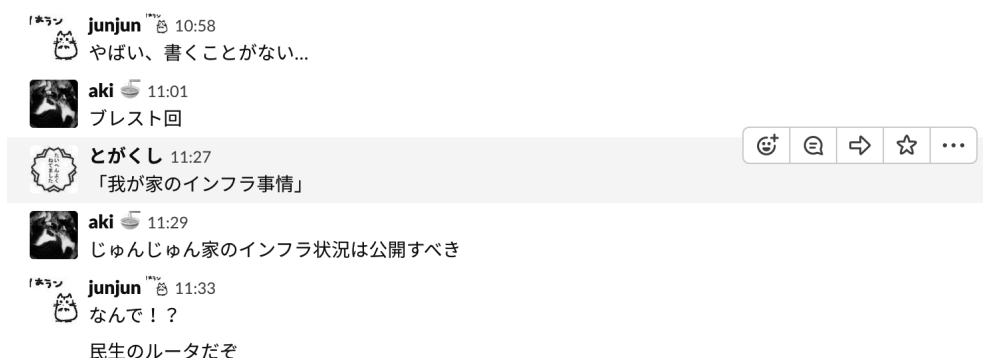 junjun 10:58
やばい、書くことがない...
aki 11:01
ブレスト回
とがくし 11:27
「我が家のインフラ事情」
aki 11:29
じゅんじゅん家のインフラ状況は公開すべき
junjun 11:33
なんで！？
民生のルータだぞ